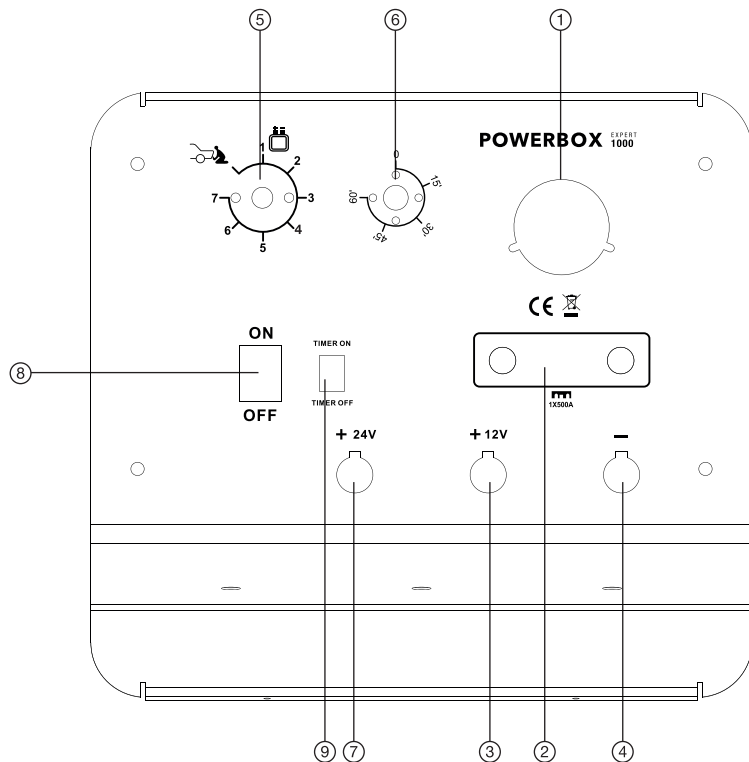 5
6
1
POWERBOX EXPERT 1000
1
2
3
4
5
6
7
0
15'
30'
45'
60'
CE
ON
OFF
8
TIMER ON
TIMER OFF
1X500A
+ 24V
+ 12V
−
9
7
3
2
4